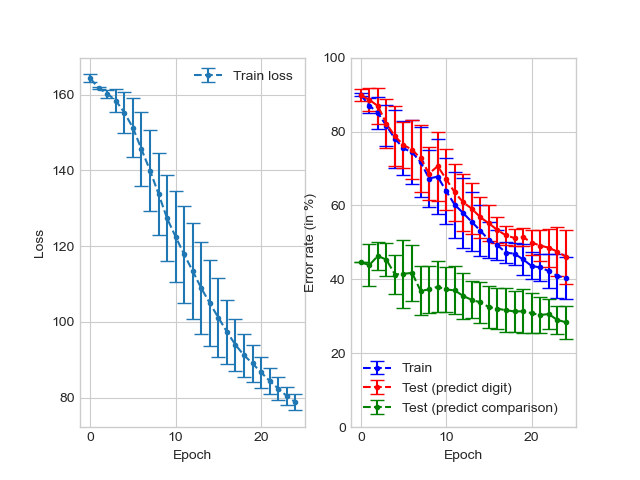 Train loss
160
140
120
100
80
Loss
0
10
20
Epoch
100
80
60
40
20
0
Error rate (in %)
Train
Test (predict digit)
Test (predict comparison)
0
10
20
Epoch